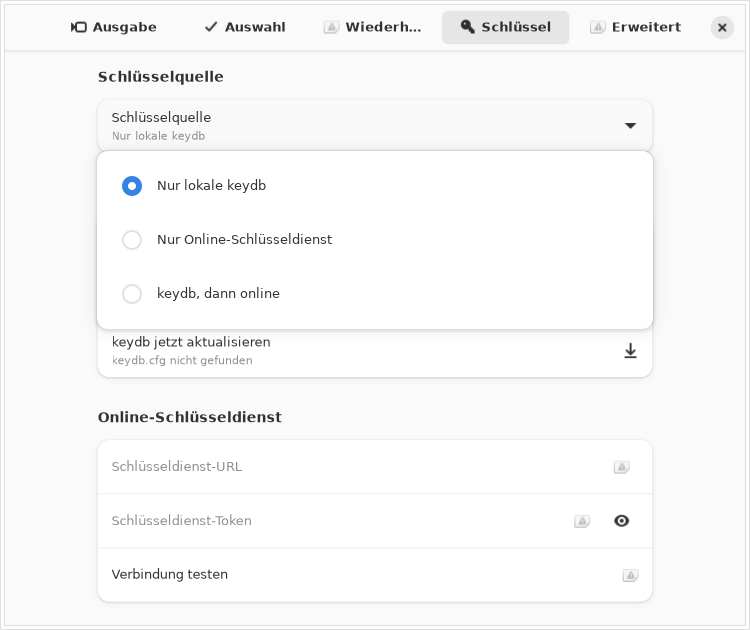 Ausgabe
Auswahl
Wiederh…
Schlüssel
Erweitert
Schlüsselquelle
Schlüsselquelle
Nur lokale keydb
Nur lokale keydb
Nur Online-Schlüsseldienst
keydb, dann online
keydb jetzt aktualisieren
keydb.cfg nicht gefunden
Online-Schlüsseldienst
Schlüsseldienst-URL
Schlüsseldienst-Token
Verbindung testen